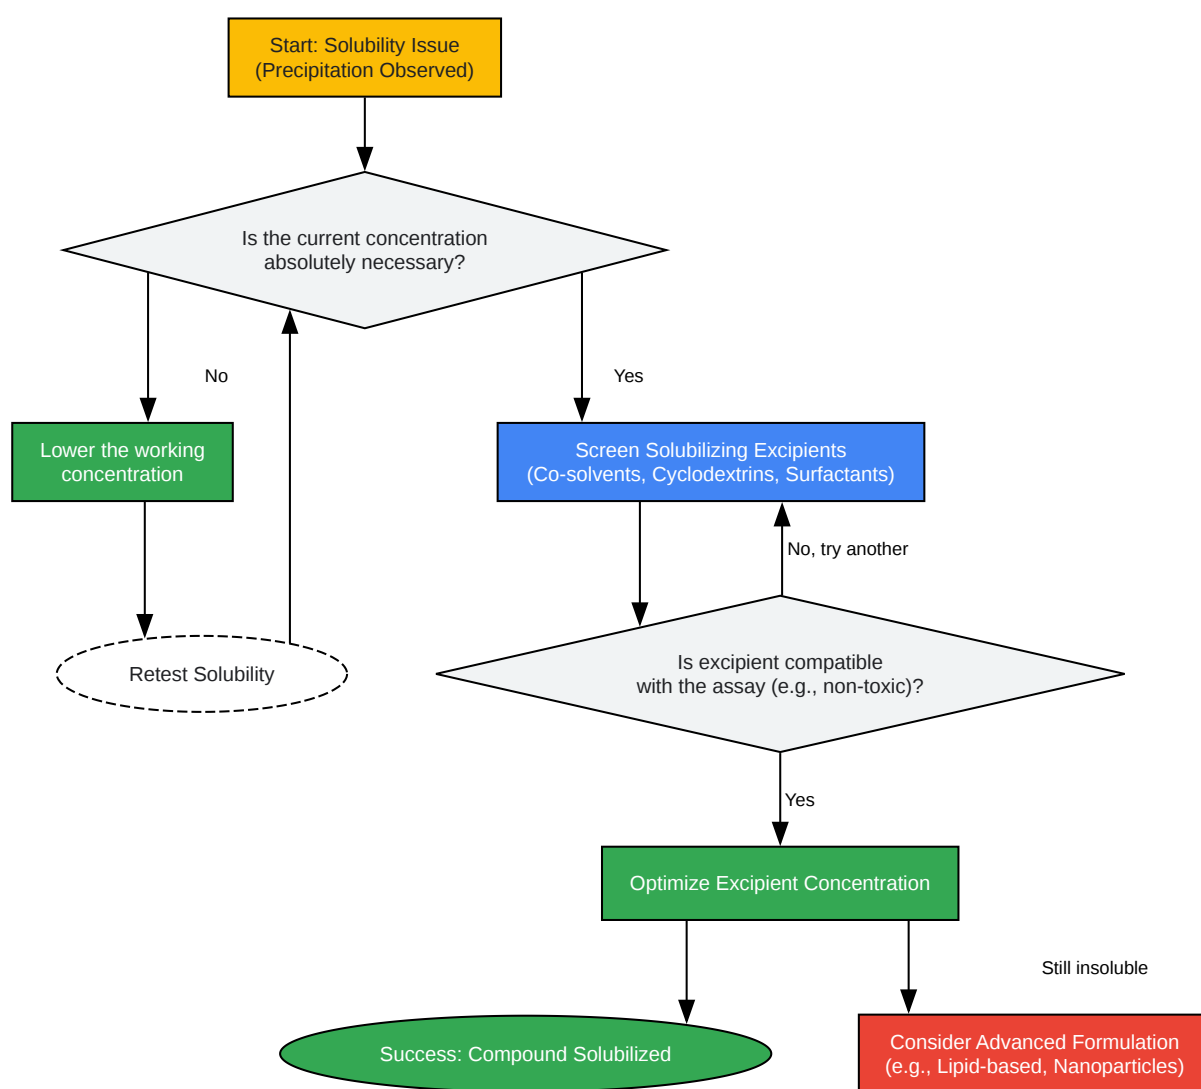 Start: Solubility Issue
(Precipitation Observed)
Is the current concentration
absolutely necessary?
No
Yes
Lower the working
concentration
Screen Solubilizing Excipients
(Co-solvents, Cyclodextrins, Surfactants)
No, try another
Retest Solubility
Is excipient compatible
with the assay (e.g., non-toxic)?
Yes
Optimize Excipient Concentration
Still insoluble
Success: Compound Solubilized
Consider Advanced Formulation
(e.g., Lipid-based, Nanoparticles)